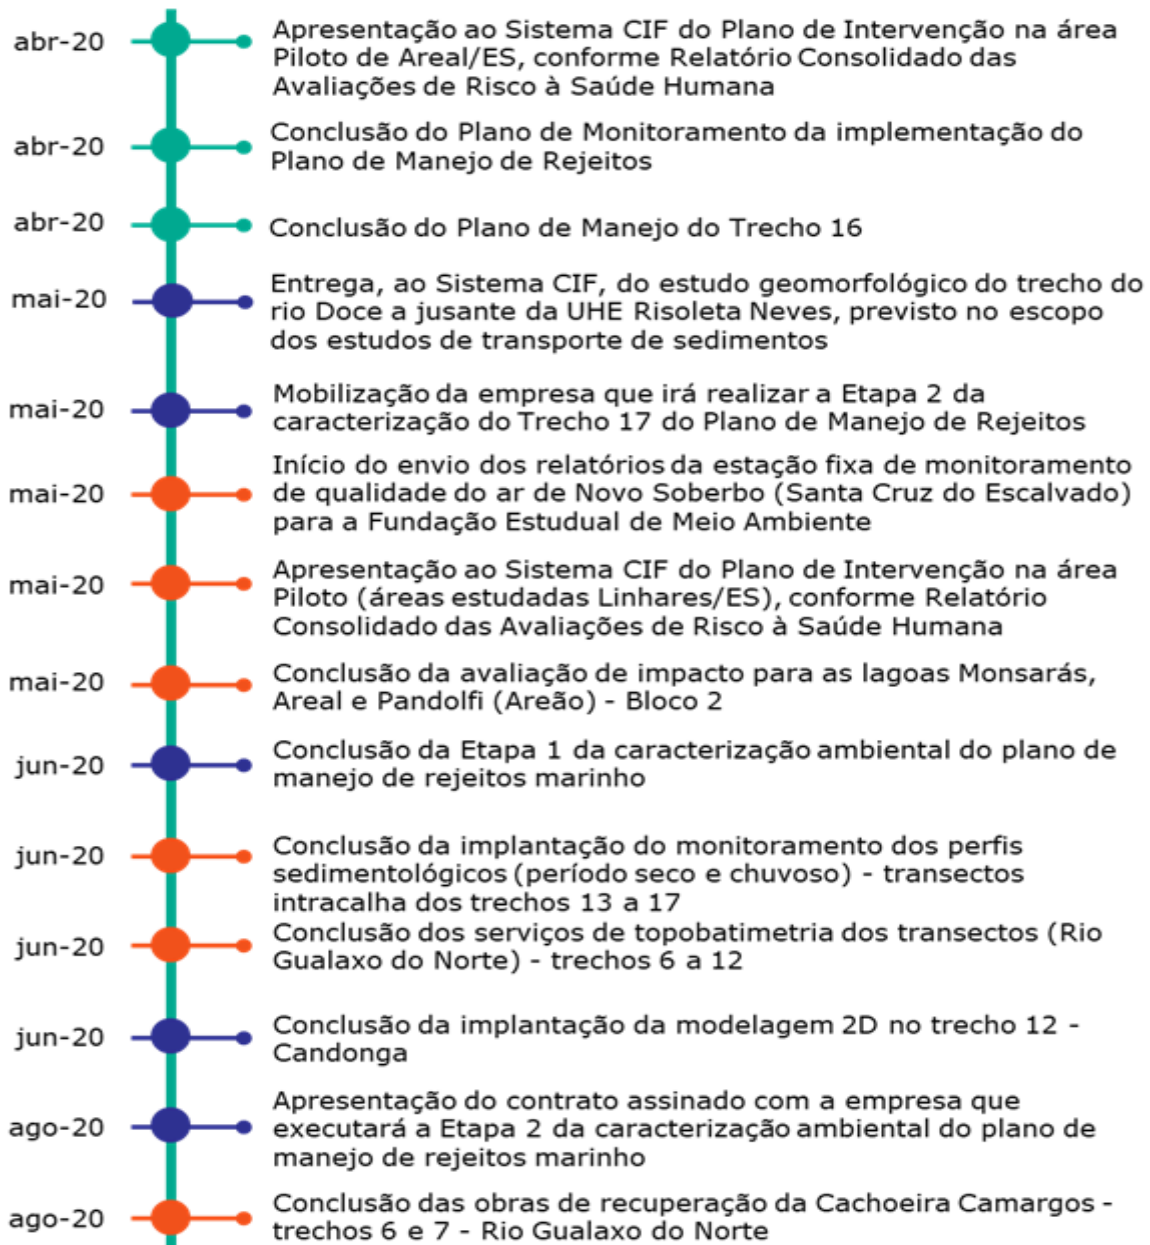 abr-20
Apresentação ao Sistema CIF do Plano de Intervenção na área
Piloto de Areal/ES, conforme Relatório Consolidado das
Avaliações de Risco à Saúde Humana
abr-20
Conclusão do Plano de Monitoramento da implementação do
Plano de Manejo de Rejeitos
abr-20
Conclusão do Plano de Manejo do Trecho 16
mai-20
Entrega, ao Sistema CIF, do estudo geomorfológico do trecho do
rio Doce a jusante da UHE Risoleta Neves, previsto no escopo
dos estudos de transporte de sedimentos
mai-20
Mobilização da empresa que irá realizar a Etapa 2 da
caracterização do Trecho 17 do Plano de Manejo de Rejeitos
mai-20
Início do envio dos relatórios da estação fixa de monitoramento
de qualidade do ar de Novo Soberbo (Santa Cruz do Escalvado)
para a Fundação Estudual de Meio Ambiente
mai-20
Apresentação ao Sistema CIF do Plano de Intervenção na área
Piloto (áreas estudadas Linhares/ES), conforme Relatório
Consolidado das Avaliações de Risco à Saúde Humana
mai-20
Conclusão da avaliação de impacto para as lagoas Monsarás,
Areal e Pandolfi (Areão) - Bloco 2
jun-20
Conclusão da Etapa 1 da caracterização ambiental do plano de
manejo de rejeitos marinho
jun-20
Conclusão da implantação do monitoramento dos perfis
sedimentológicos (período seco e chuvoso) - transectos
intracalha dos trechos 13 a 17
jun-20
Conclusão dos serviços de topobatimetria dos transectos (Rio
Gualaxo do Norte) - trechos 6 a 12
jun-20
Conclusão da implantação da modelagem 2D no trecho 12 -
Candonga
ago-20
Apresentação do contrato assinado com a empresa que
executará a Etapa 2 da caracterização ambiental do plano de
manejo de rejeitos marinho
ago-20
Conclusão das obras de recuperação da Cachoeira Camargos -
trechos 6 e 7 - Rio Gualaxo do Norte